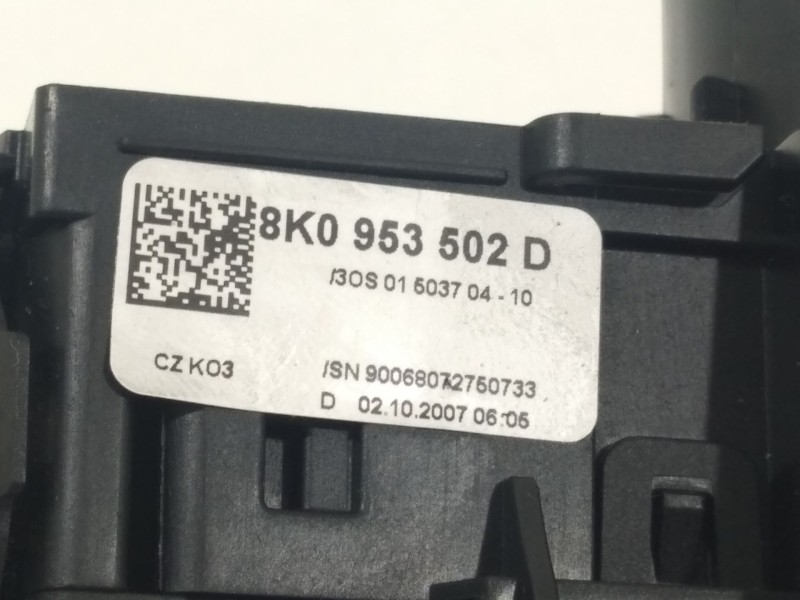 8K0 953 502 D
/3OS 01 5037 04 - 10
CZ K03
/SN 90068072750733
D 02.10.2007 06:05